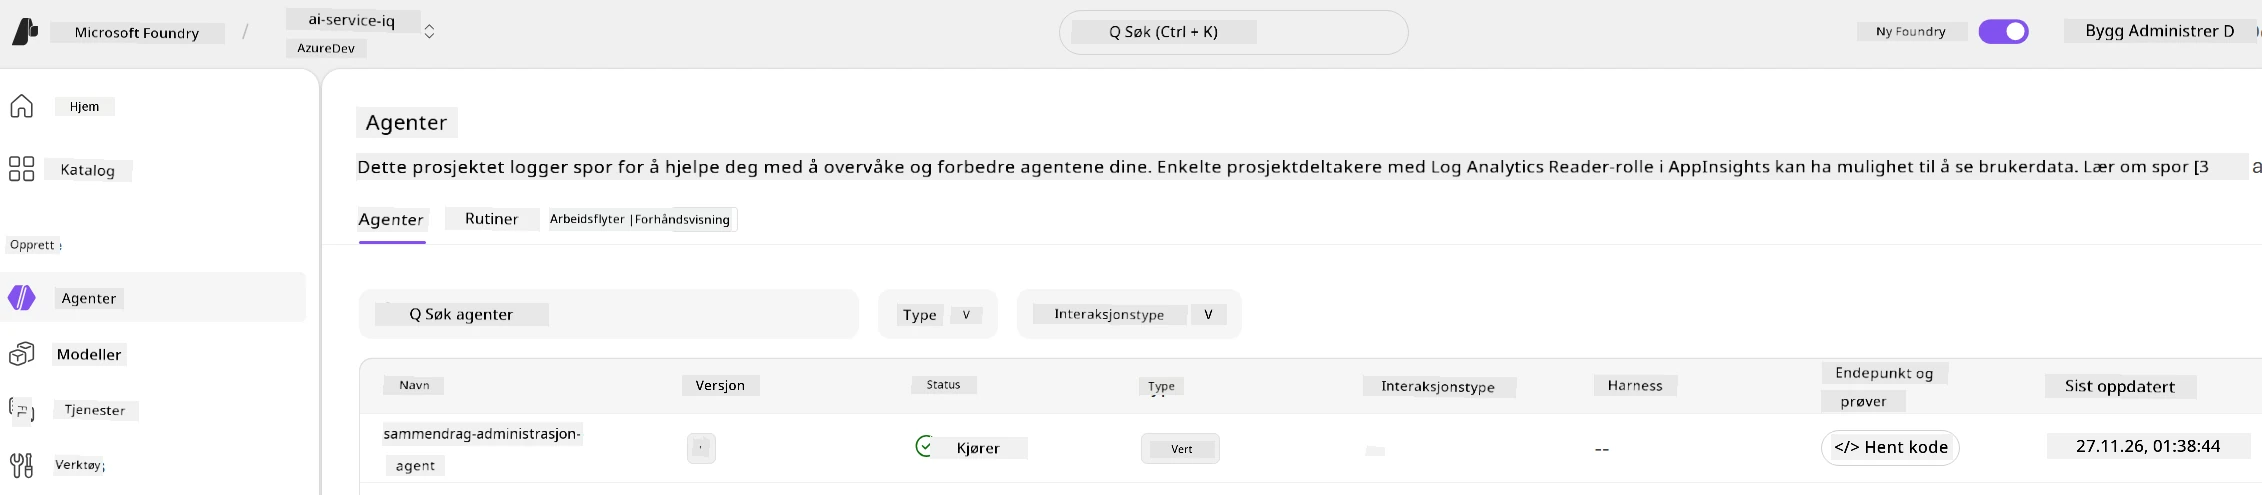 Microsoft Foundry / ai-service-iq
AzureDev
Q Søk (Ctrl + K)
Ny Foundry
Bygg Administrer D
Hjem
Katalog
Opprett
Agenter
Modeller
Tjenester
Verktøy
Agenter
Dette prosjektet logger spor for å hjelpe deg med å overvåke og forbedre agentene dine. Enkelte prosjektdeltakere med Log Analytics Reader-rolle i AppInsights kan ha mulighet til å se brukerdata. Lær om spor [3
Agenter Rutiner Arbeidsflyter |Forhåndsvisning
Q Søk agenter
Type V
Interaksjonstype V
Navn Versjon Status Type Interaksjonstype Harness Endepunkt og prøver Sist oppdatert
sammendrag-administrasjon-
agent
Kjører Vert -- </> Hent kode 27.11.26, 01:38:44